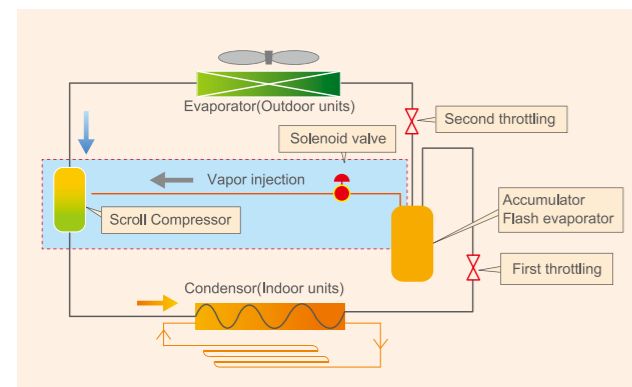 Evaporator(Outdoor units)
Second throttling
Solenoid valve
Vapor injection
Scroll Compressor
Accumulator
Flash evaporator
First throttling
Condensor(Indoor units)